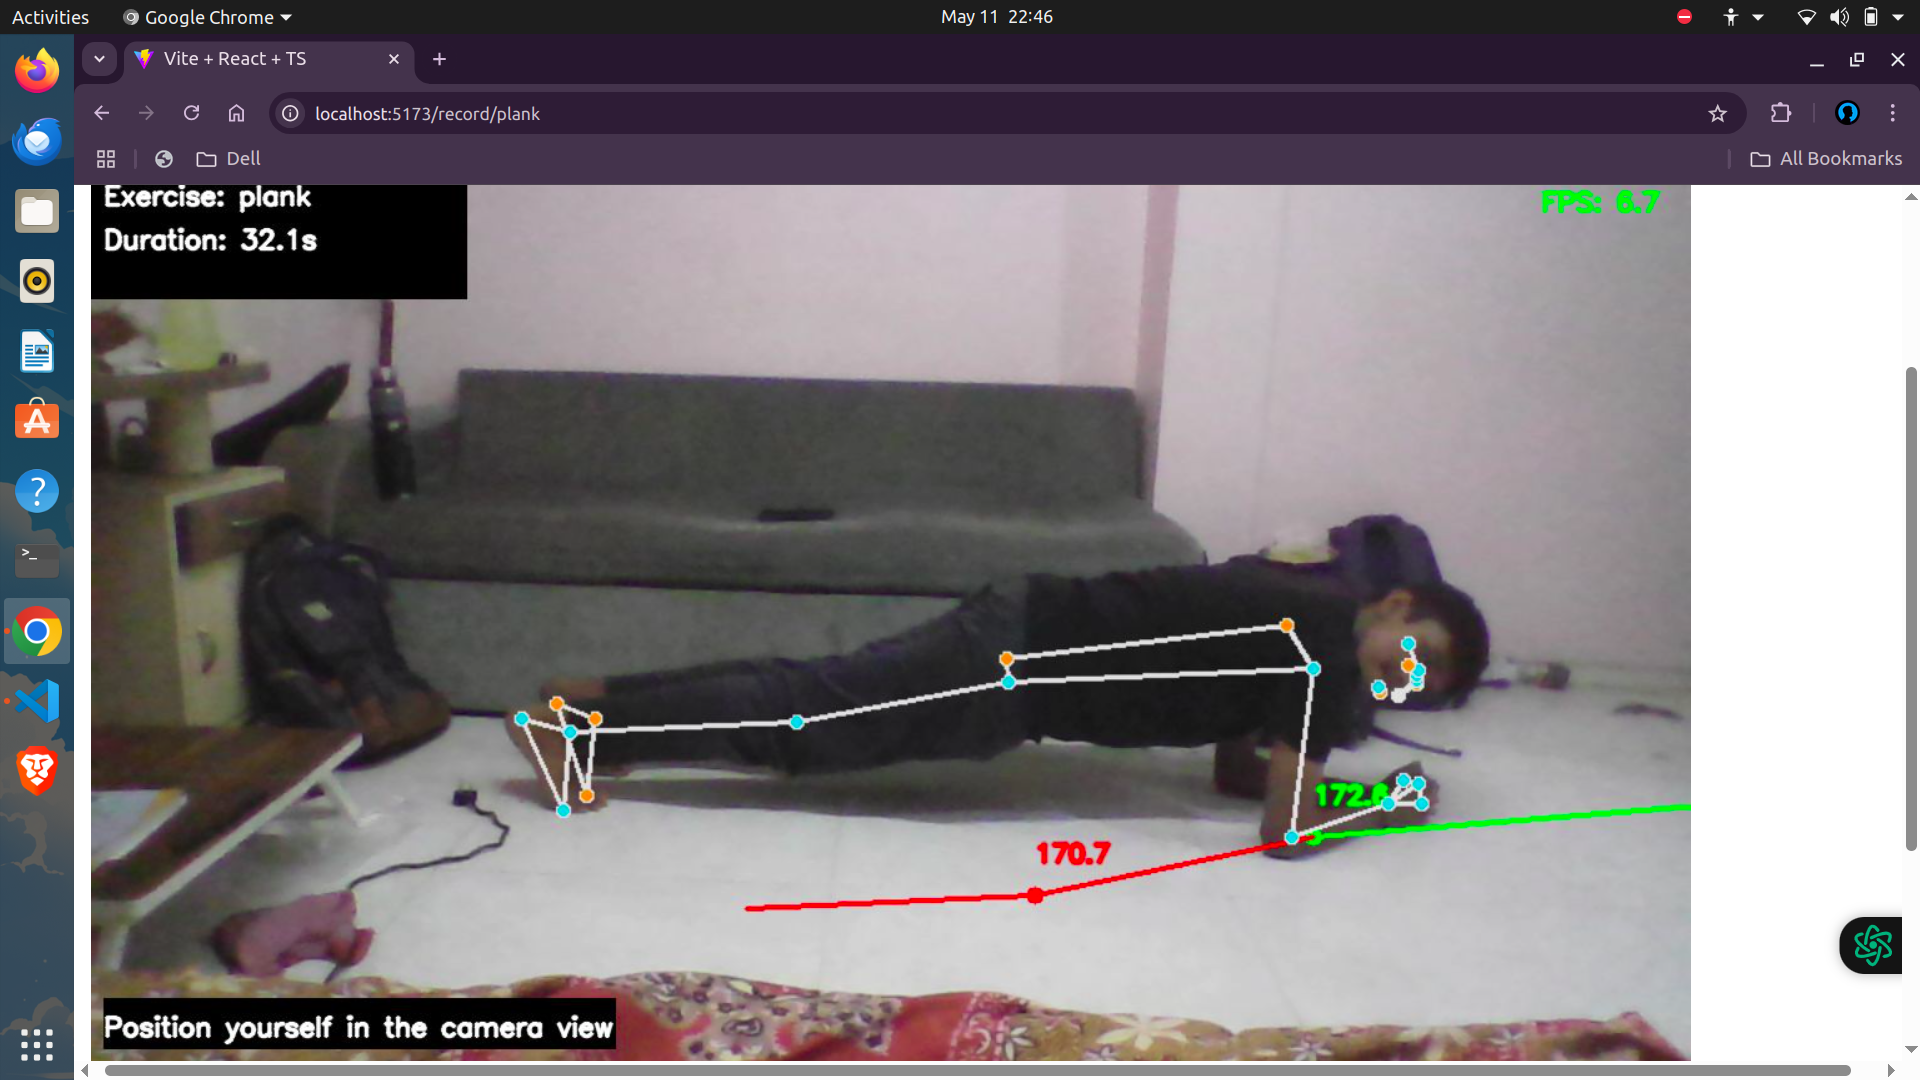 Activities
Google Chrome
May 11 22:46
Vite + React + TS
localhost:5173/record/plank
Dell
All Bookmarks
Exercise: plank
FPS: 6.7
Duration: 32.1s
170.7
Position yourself in the camera view